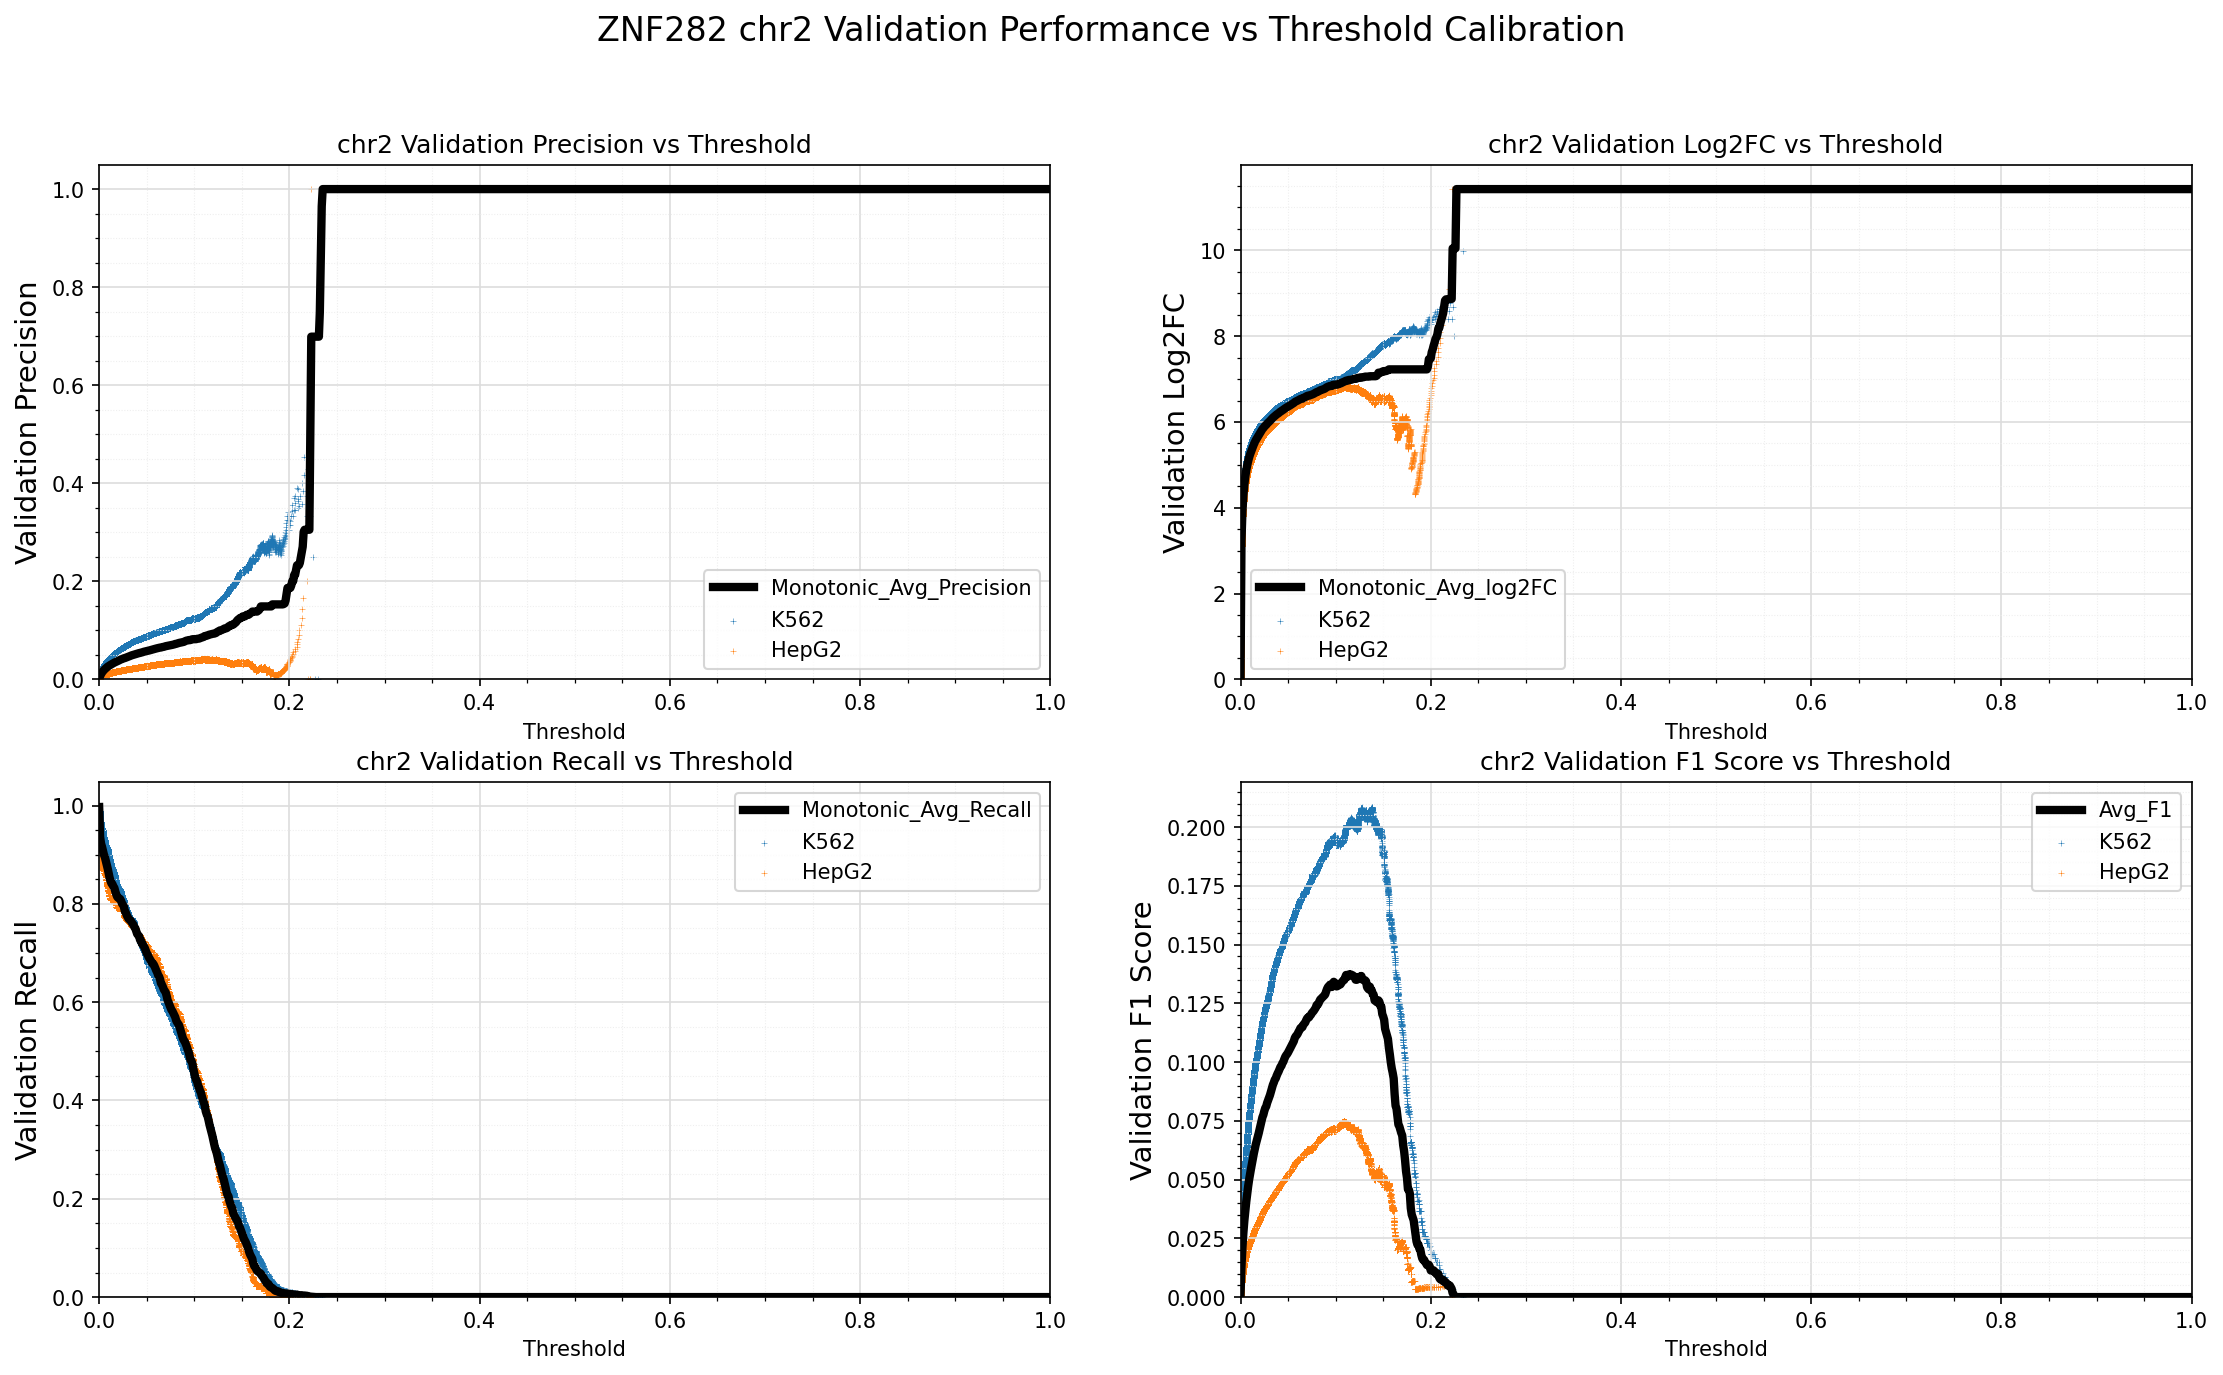 ZNF282 chr2 Validation Performance vs Threshold Calibration
chr2 Validation Precision vs Threshold
Validation Precision
1.0
0.8
0.6
0.4
0.2
0.0
0.0 0.2 0.4 0.6 0.8 1.0
Threshold
Monotonic_Avg_Precision
K562
HepG2
chr2 Validation Log2FC vs Threshold
Validation Log2FC
10
8
6
4
2
0
0.0 0.2 0.4 0.6 0.8 1.0
Threshold
Monotonic_Avg_log2FC
K562
HepG2
chr2 Validation Recall vs Threshold
Validation Recall
1.0
0.8
0.6
0.4
0.2
0.0
0.0 0.2 0.4 0.6 0.8 1.0
Threshold
Monotonic_Avg_Recall
K562
HepG2
chr2 Validation F1 Score vs Threshold
Validation F1 Score
0.200
0.175
0.150
0.125
0.100
0.075
0.050
0.025
0.000
0.0 0.2 0.4 0.6 0.8 1.0
Threshold
Avg_F1
K562
HepG2